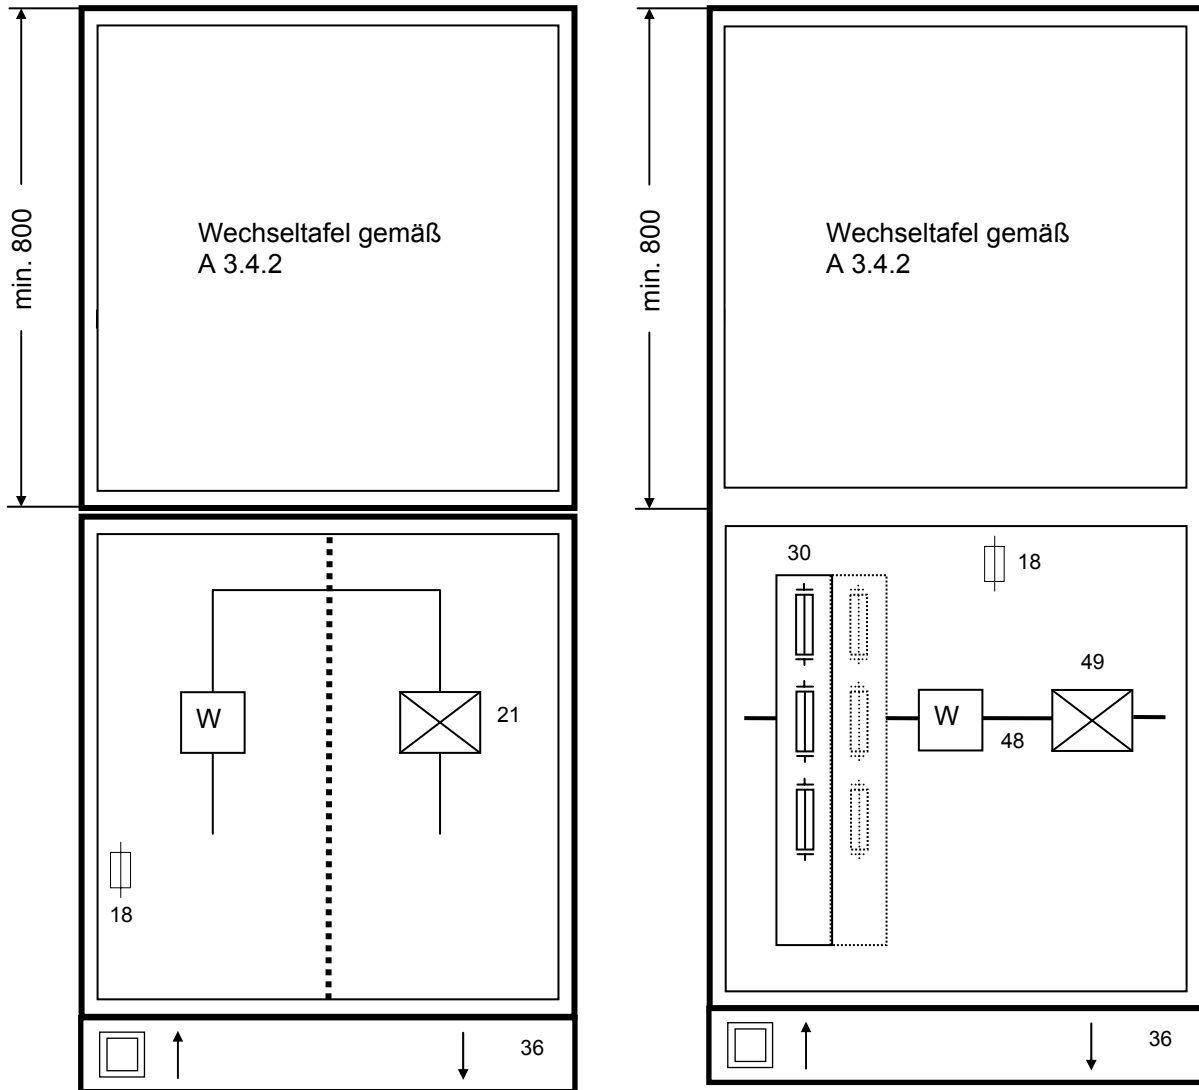 min. 800
Wechseltafel gemäß
A 3.4.2
W
21
18
36
min. 800
Wechseltafel gemäß
A 3.4.2
30
18
49
W
48
36